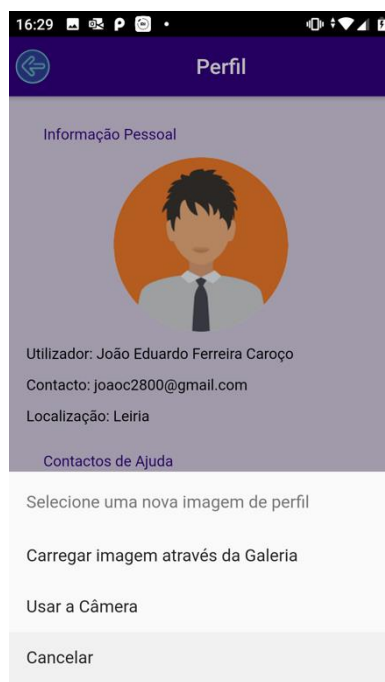 16:29
Perfil
Informação Pessoal
Utilizador: João Eduardo Ferreira Caroço
Contacto: joaoc2800@gmail.com
Localização: Leiria
Contactos de Ajuda
Selecione uma nova imagem de perfil
Carregar imagem através da Galeria
Usar a Câmera
Cancelar